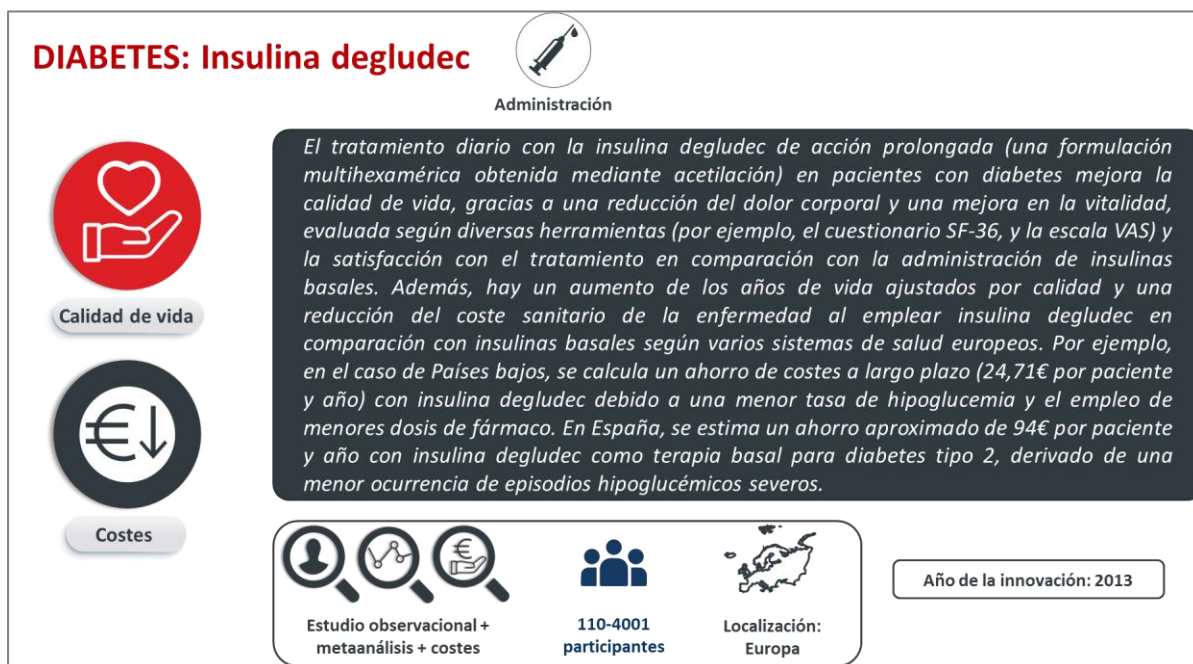 DIABETES: Insulina degludec
Administración
El tratamiento diario con la insulina degludec de acción prolongada (una formulación
multihexamérica obtenida mediante acetilación) en pacientes con diabetes mejora la
calidad de vida, gracias a una reducción del dolor corporal y una mejora en la vitalidad,
evaluada según diversas herramientas (por ejemplo, el cuestionario SF-36, y la escala VAS) y
la satisfacción con el tratamiento en comparación con la administración de insulinas
basales. Además, hay un aumento de los años de vida ajustados por calidad y una
reducción del coste sanitario de la enfermedad al emplear insulina degludec en
comparación con insulinas basales según varios sistemas de salud europeos. Por ejemplo,
en el caso de Países bajos, se calcula un ahorro de costes a largo plazo (24,71€ por paciente
y año) con insulina degludec debido a una menor tasa de hipoglucemia y el empleo de
menores dosis de fármaco. En España, se estima un ahorro aproximado de 94€ por paciente
y año con insulina degludec como terapia basal para diabetes tipo 2, derivado de una
menor ocurrencia de episodios hipoglucémicos severos.
Calidad de vida
Costes
Estudio observacional +
metaanálisis + costes
110-4001
participantes
Localización:
Europa
Año de la innovación: 2013